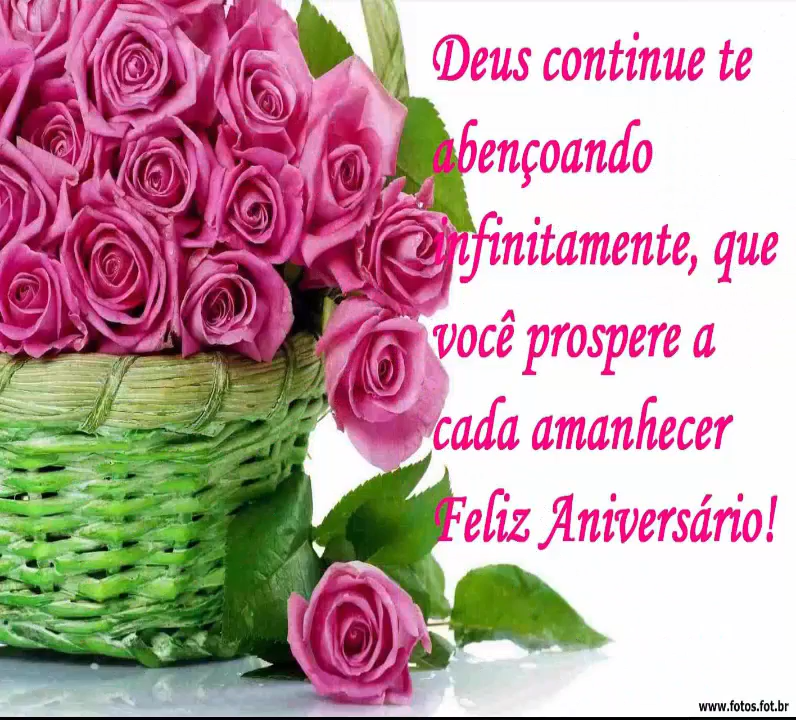 Deus continue te
abençoando
infinitamente, que
você prospere a
cada amanhecer
Feliz Aniversário!
www.fotos.fot.br